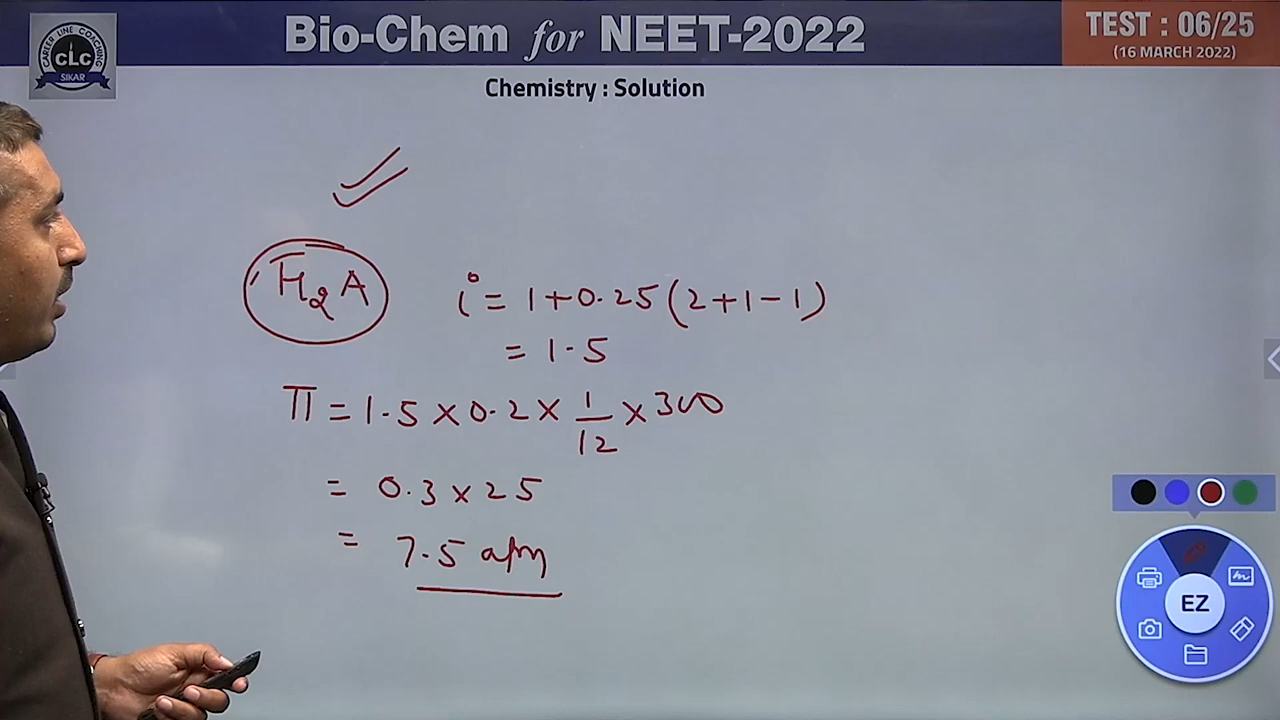 Bio-Chem for NEET-2022
TEST : 06/25
(16 MARCH 2022)
CAREER LINE COACHING
CLC
SIKAR
Chemistry : Solution
H₂A
i = 1+0.25(2+1-1)
= 1.5
π = 1.5 × 0.2 × 1/12 × 300
= 0.3 × 25
= 7.5 atm
EZ